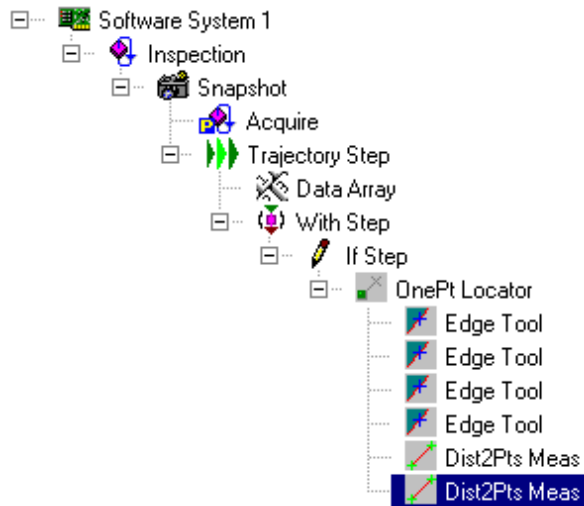 Software System 1
Inspection
Snapshot
Acquire
Trajectory Step
Data Array
With Step
If Step
OnePt Locator
Edge Tool
Edge Tool
Edge Tool
Edge Tool
Dist2Pts Meas
Dist2Pts Meas